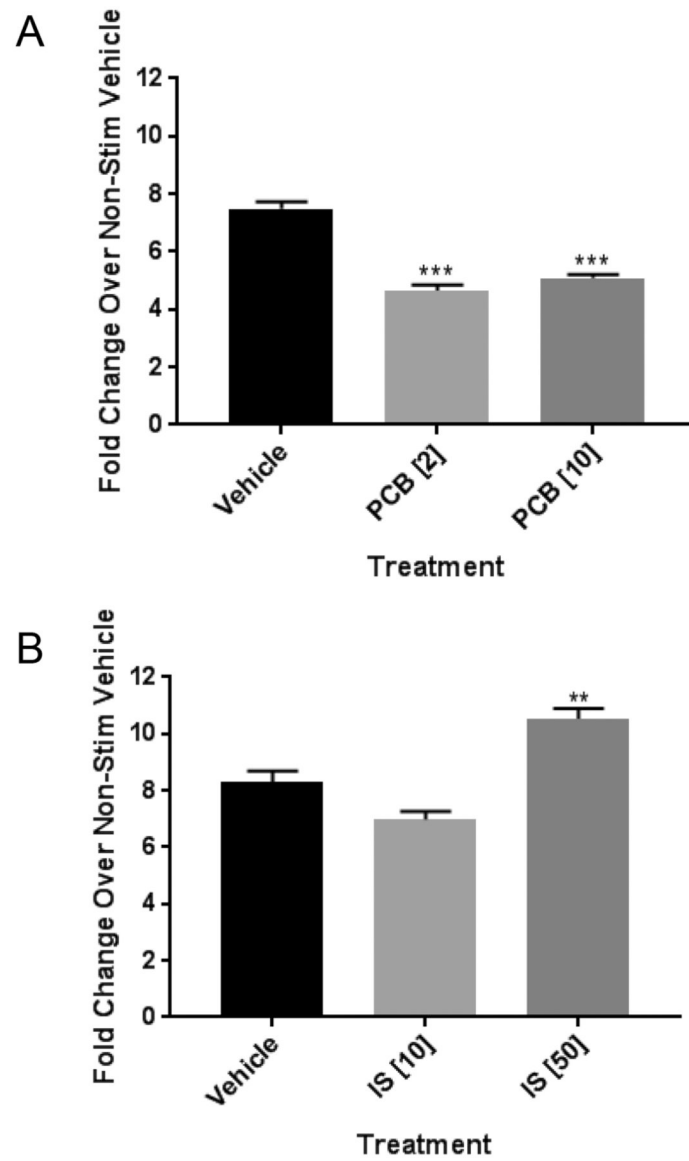 A
Fold Change Over Non-Stim Vehicle
12
10
8
6
4
2
0
***
***
Vehicle
PCB [2]
PCB [10]
Treatment
B
Fold Change Over Non-Stim Vehicle
12
10
8
6
4
2
0
**
Vehicle
IS [10]
IS [50]
Treatment